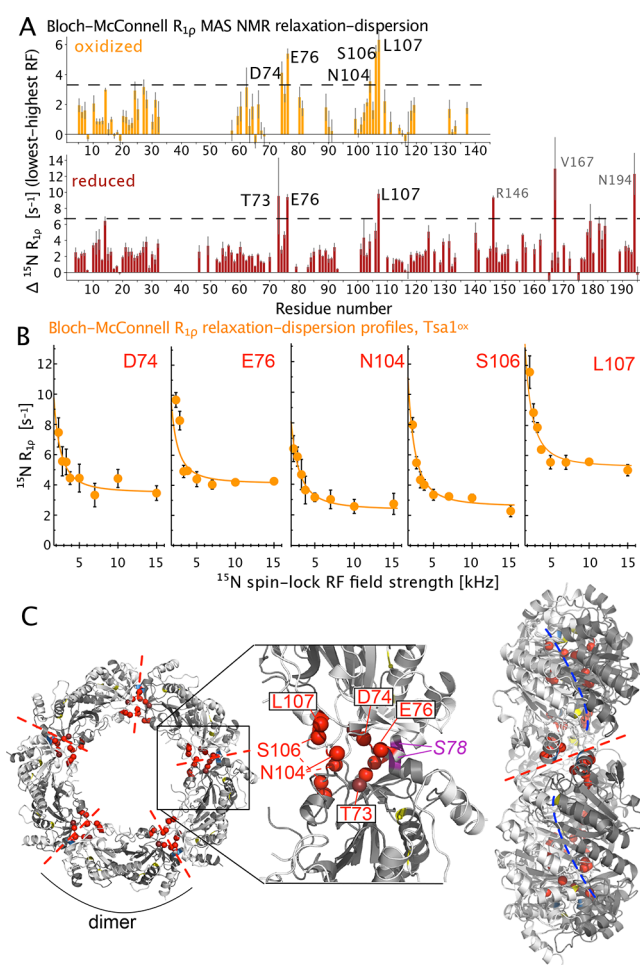 A
Bloch–McConnell R1ρ MAS NMR relaxation-dispersion
oxidized
D74
E76
S106
N104
L107
6
4
2
0
10 20 30 40 50 60 70 80 90 100 110 120 130 140
reduced
T73
E76
L107
R146
V167
N194
12
10
8
6
4
2
0
10 20 30 40 50 60 70 80 90 100 110 120 130 140 150 160 170 180 190
Δ ¹⁵N R1ρ [s⁻¹] (lowest–highest RF)
Residue number
B
Bloch–McConnell R1ρ relaxation–dispersion profiles, Tsa1ᵒˣ
D74 E76 N104 S106 L107
12
10
8
6
4
2
0
¹⁵N R1ρ [s⁻¹]
5 10 15 5 10 15 5 10 15 5 10 15 5 10 15
¹⁵N spin–lock RF field strength [kHz]
C
L107
D74
E76
S106
S78
N104
T73
dimer